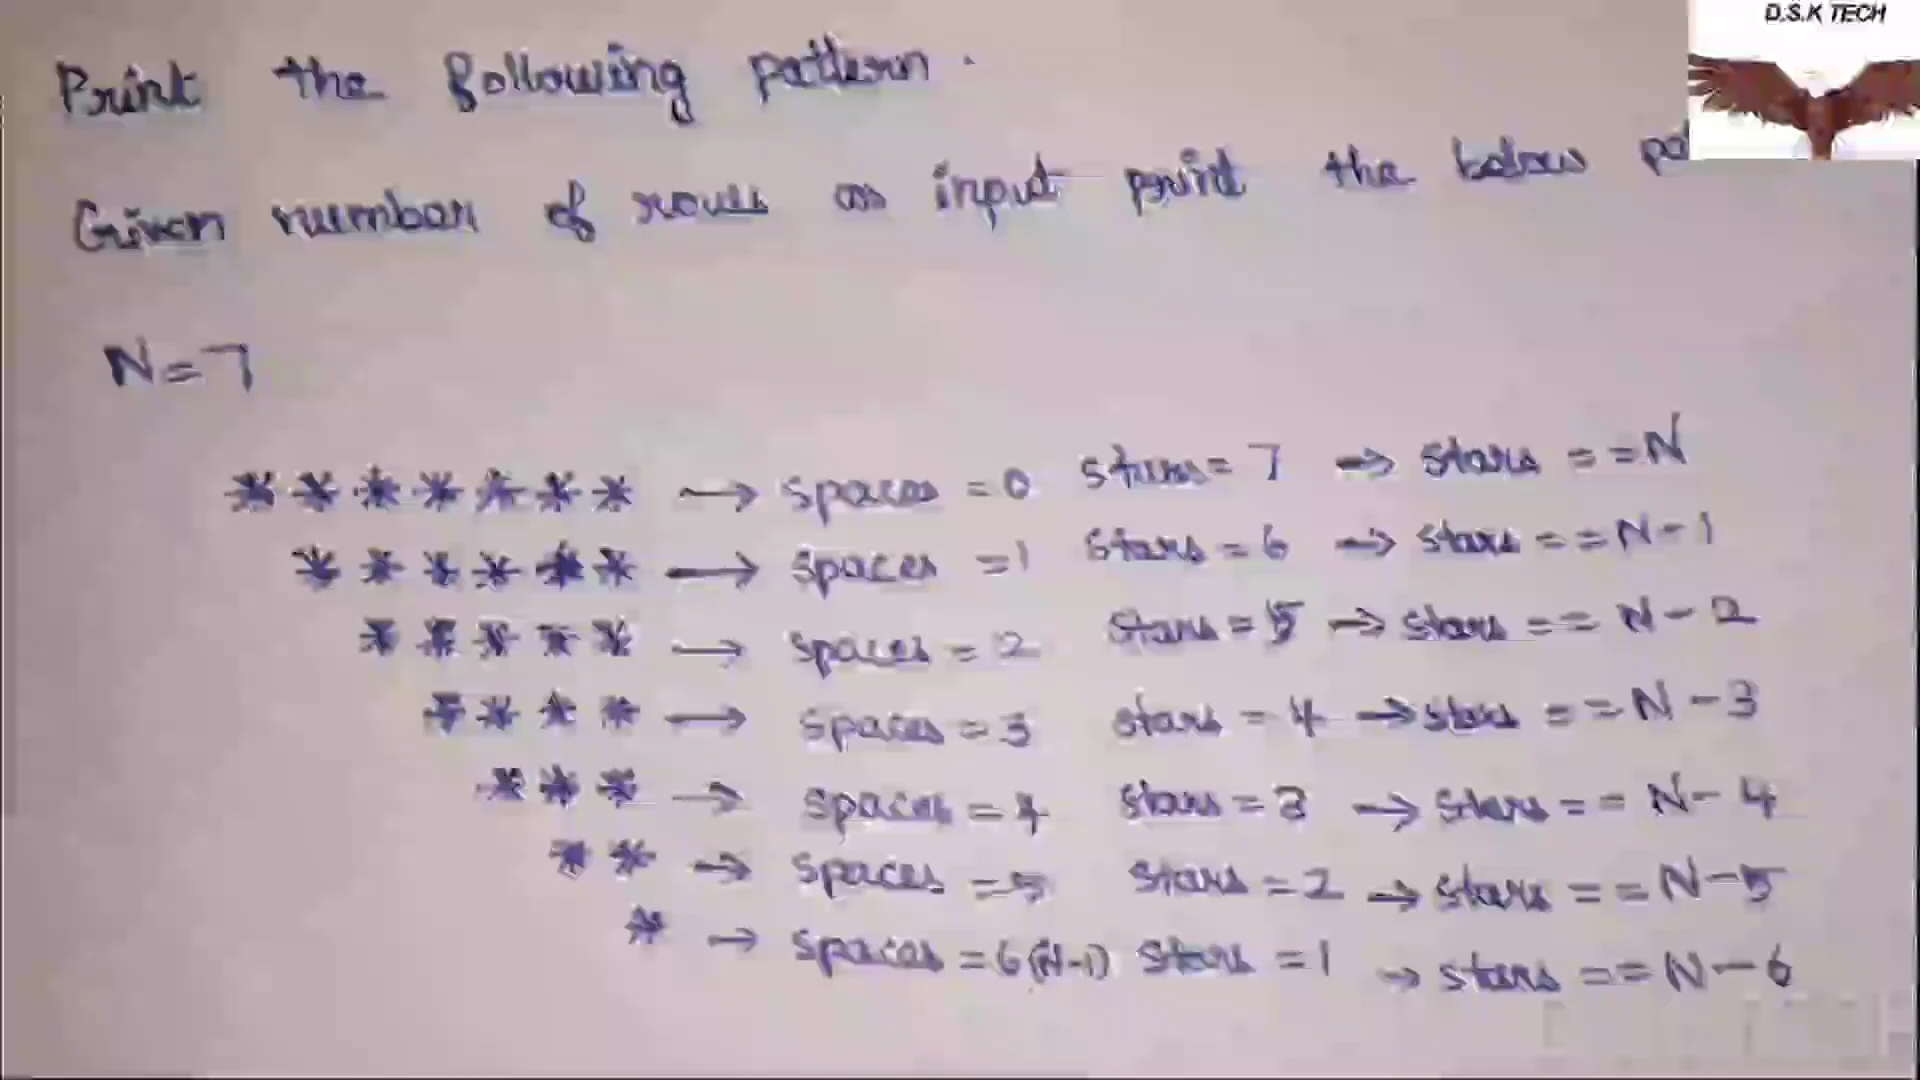 D.S.K TECH
Print the following pattern.
Given number of rows as input print the below
N=7
* * * * * * * → spaces = 0 stars = 7 → stars == N
* * * * * * → spaces = 1 stars = 6 → stars == N-1
* * * * * → spaces = 2 stars = 5 → stars == N-2
* * * * → spaces = 3 stars = 4 → stars == N-3
* * * → spaces = 4 stars = 3 → stars == N-4
* * → spaces = 5 stars = 2 → stars == N-5
* → spaces = 6 (N-1) stars = 1 → stars == N-6